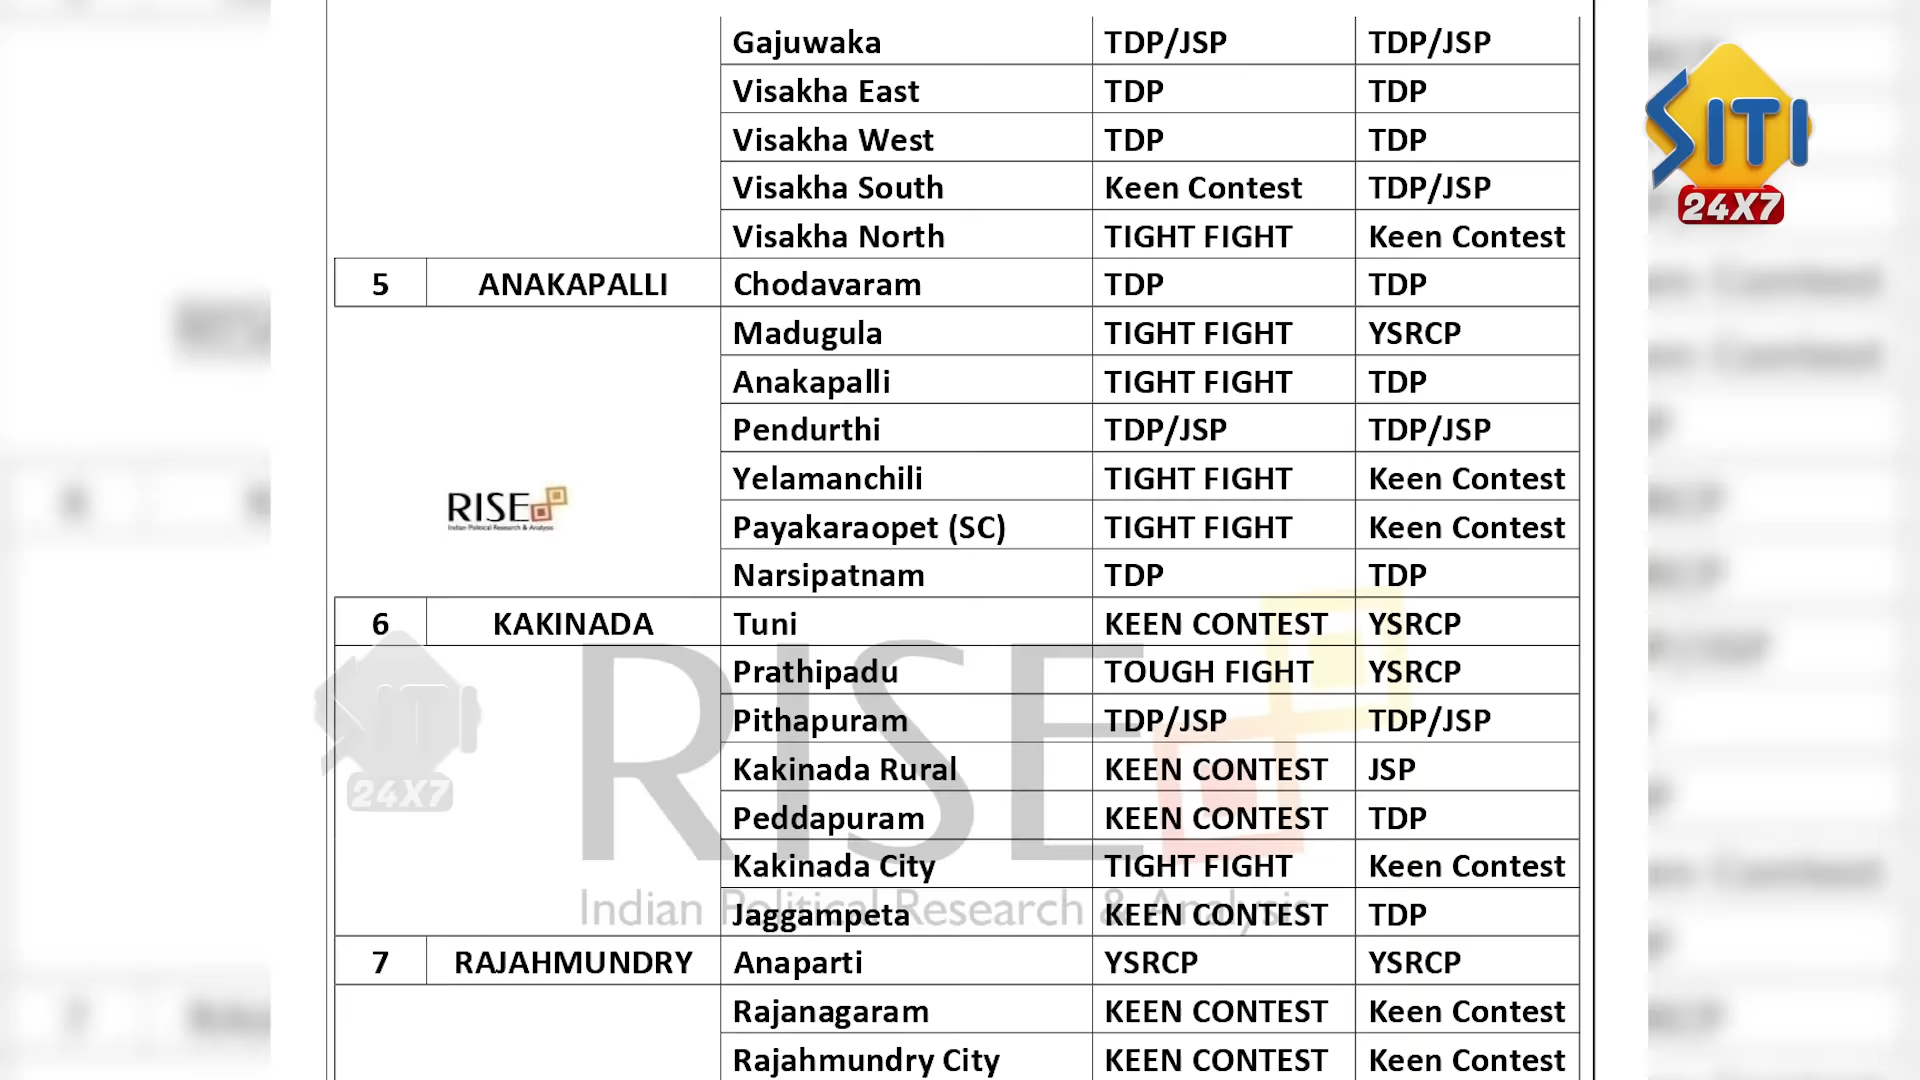 Gajuwaka TDP/JSP TDP/JSP
Visakha East TDP TDP
Visakha West TDP TDP
Visakha South Keen Contest TDP/JSP
Visakha North TIGHT FIGHT Keen Contest
5 ANAKAPALLI Chodavaram TDP TDP
Madugula TIGHT FIGHT YSRCP
Anakapalli TIGHT FIGHT TDP
Pendurthi TDP/JSP TDP/JSP
Yelamanchili TIGHT FIGHT Keen Contest
Payakaraopet (SC) TIGHT FIGHT Keen Contest
Narsipatnam TDP TDP
6 KAKINADA Tuni KEEN CONTEST YSRCP
Prathipadu TOUGH FIGHT YSRCP
Pithapuram TDP/JSP TDP/JSP
Kakinada Rural KEEN CONTEST JSP
Peddapuram KEEN CONTEST TDP
Kakinada City TIGHT FIGHT Keen Contest
Jaggampeta KEEN CONTEST TDP
7 RAJAHMUNDRY Anaparti YSRCP YSRCP
Rajanagaram KEEN CONTEST Keen Contest
Rajahmundry City KEEN CONTEST Keen Contest
RISE
Indian Political Research & Analysis
RISE
Indian Political Research & Analysis
SITI
24X7
SITI
24X7